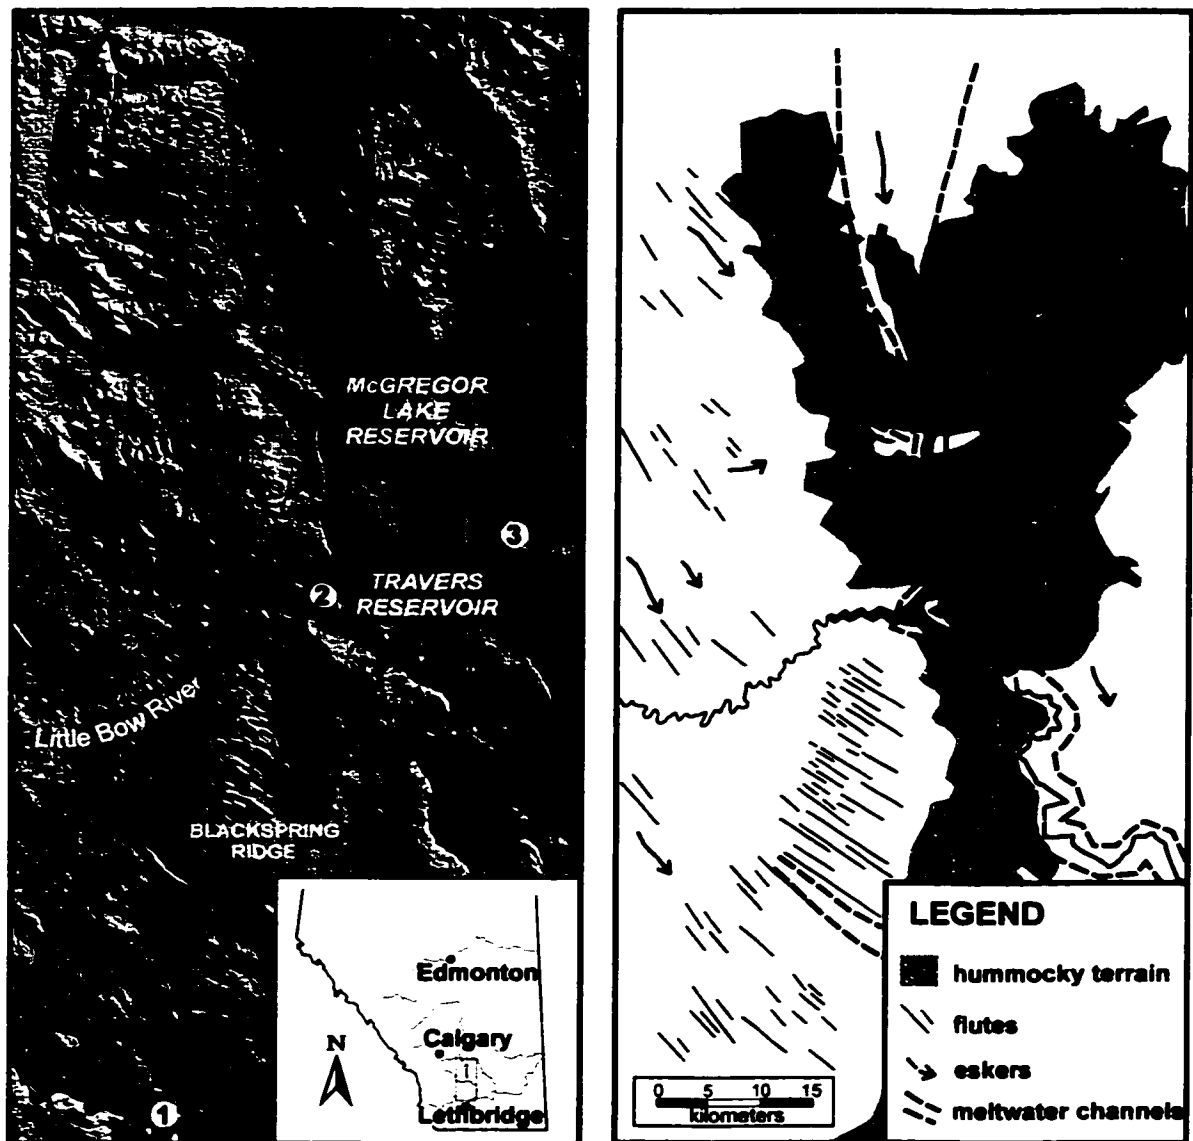 McGREGOR
LAKE
RESERVOIR
3
TRAVERS
RESERVOIR
2
Little Bow River
BLACKSPRING
RIDGE
1
Edmonton
Calgary
Lethbridge
N
LEGEND
hummocky terrain
flutes
eskers
meltwater channels
0 5 10 15
kilometers